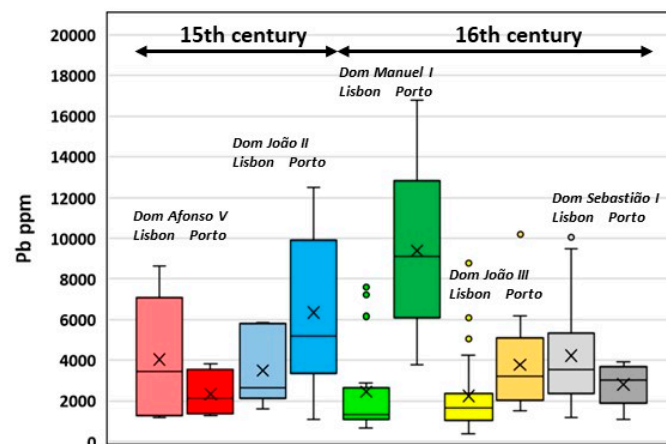 15th century 16th century
20000
18000
16000
14000
12000
10000
8000
6000
4000
2000
0
Pb ppm
Dom Afonso V
Lisbon Porto
Dom João II
Lisbon Porto
Dom Manuel I
Lisbon Porto
Dom João III
Lisbon Porto
Dom Sebastião I
Lisbon Porto